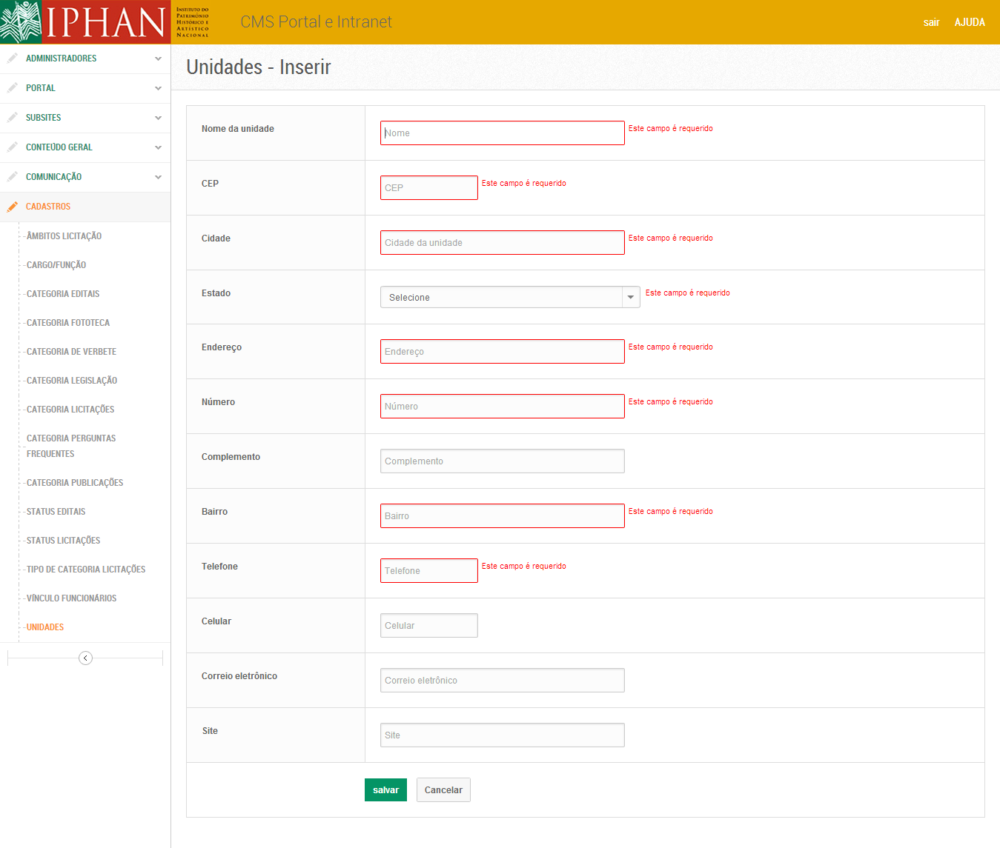 IPHAN
INSTITUTO DO
PATRIMÔNIO
HISTÓRICO E
ARTÍSTICO
NACIONAL
CMS Portal e Intranet
sair
AJUDA
ADMINISTRADORES
PORTAL
SUBSITES
CONTEÚDO GERAL
COMUNICAÇÃO
CADASTROS
ÂMBITOS LICITAÇÃO
CARGO/FUNÇÃO
CATEGORIA EDITAIS
CATEGORIA FOTOTECA
CATEGORIA DE VERBETE
CATEGORIA LEGISLAÇÃO
CATEGORIA LICITAÇÕES
CATEGORIA PERGUNTAS
FREQUENTES
CATEGORIA PUBLICAÇÕES
STATUS EDITAIS
STATUS LICITAÇÕES
TIPO DE CATEGORIA LICITAÇÕES
VÍNCULO FUNCIONÁRIOS
UNIDADES
Unidades - Inserir
Nome da unidade
Nome
Este campo é requerido
CEP
CEP
Este campo é requerido
Cidade
Cidade da unidade
Este campo é requerido
Estado
Selecione
Este campo é requerido
Endereço
Endereço
Este campo é requerido
Número
Número
Este campo é requerido
Complemento
Complemento
Bairro
Bairro
Este campo é requerido
Telefone
Telefone
Este campo é requerido
Celular
Celular
Correio eletrônico
Correio eletrônico
Site
Site
salvar
Cancelar